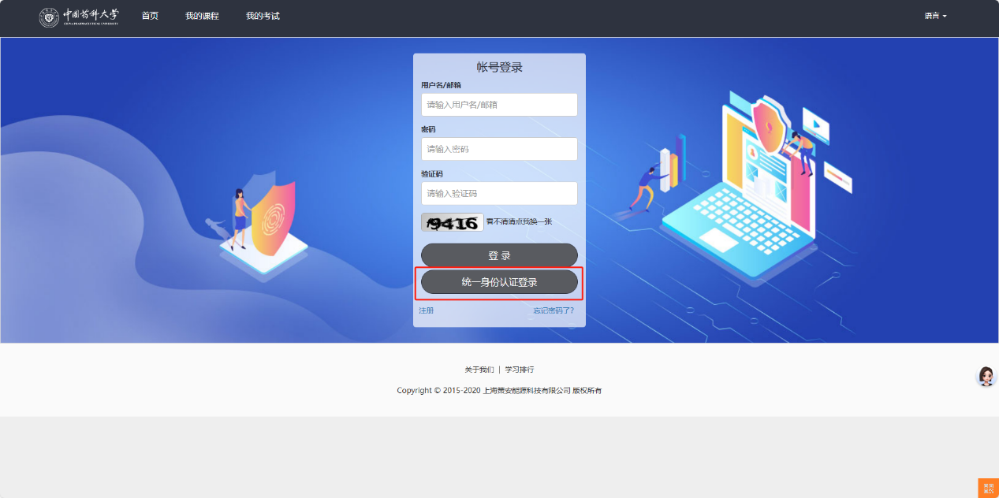 中国药科大学
CHINA PHARMACEUTICAL UNIVERSITY
首页 我的课程 我的考试 语言
帐号登录
用户名/邮箱
请输入用户名/邮箱
密码
请输入密码
验证码
请输入验证码
9416 看不清请点我换一张
登 录
统一身份认证登录
注册 忘记密码了?
关于我们 | 学习排行
Copyright © 2015-2020 上海策安能源科技有限公司 版权所有